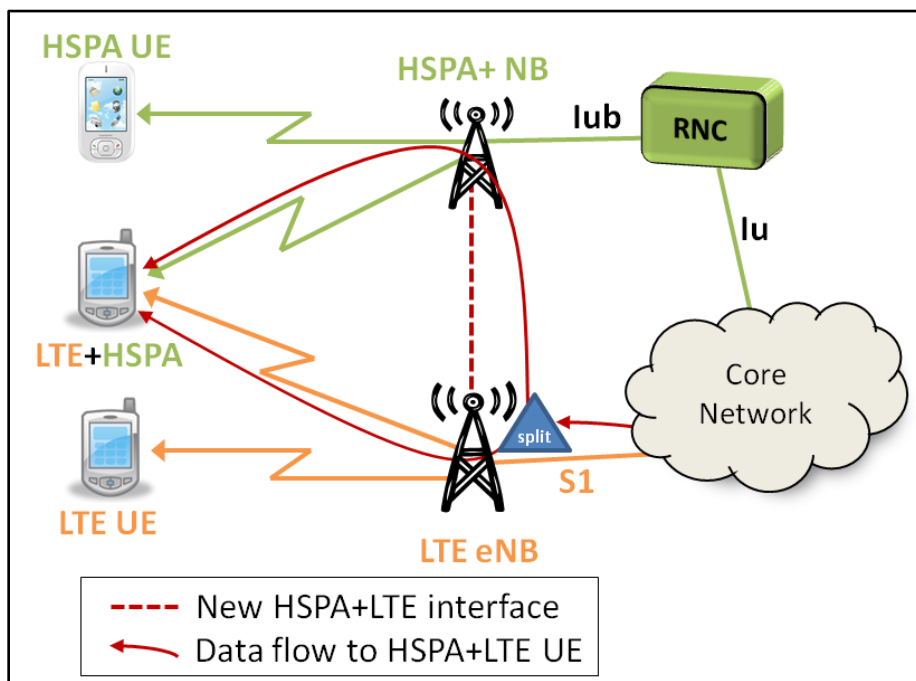 HSPA UE
HSPA+ NB
Iub
RNC
Iu
LTE+HSPA
Core
Network
split
S1
LTE UE
LTE eNB
New HSPA+LTE interface
Data flow to HSPA+LTE UE